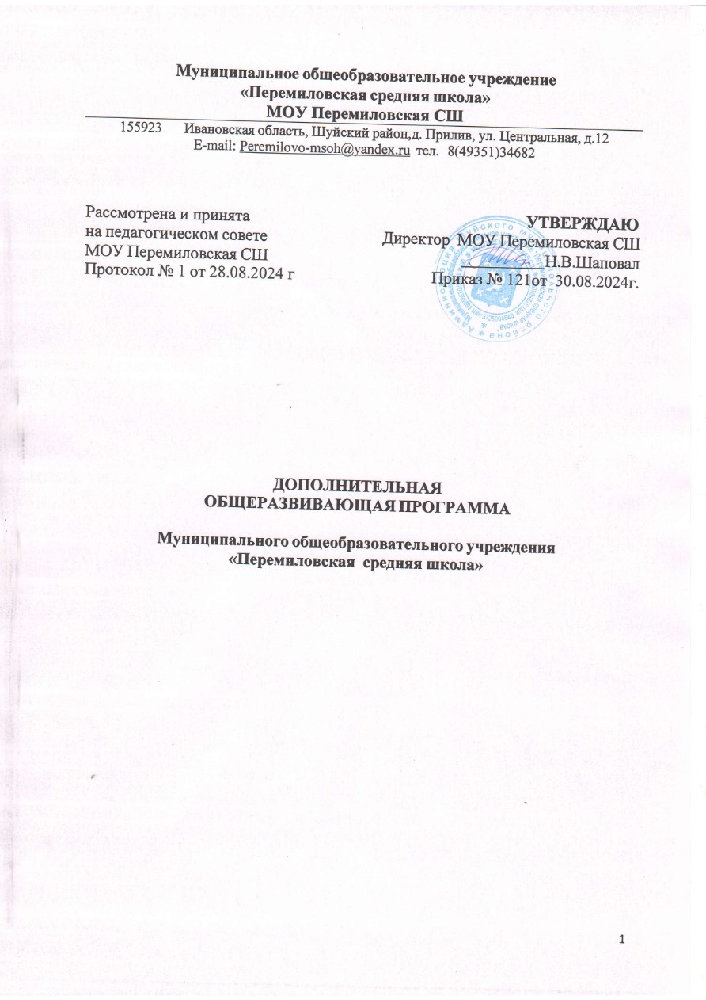 Муниципальное общеобразовательное учреждение
«Перемиловская средняя школа»
МОУ Перемиловская СШ
155923 Ивановская область, Шуйский район,д. Прилив, ул. Центральная, д.12
E-mail: Peremilovo-msoh@yandex.ru тел. 8(49351)34682
Рассмотрена и принята
на педагогическом совете
МОУ Перемиловская СШ
Протокол № 1 от 28.08.2024 г
УТВЕРЖДАЮ
Директор МОУ Перемиловская СШ
__________Н.В.Шаповал
Приказ № 121от 30.08.2024г.
ДОПОЛНИТЕЛЬНАЯ
ОБЩЕРАЗВИВАЮЩАЯ ПРОГРАММА
Муниципального общеобразовательного учреждения
«Перемиловская средняя школа»
1